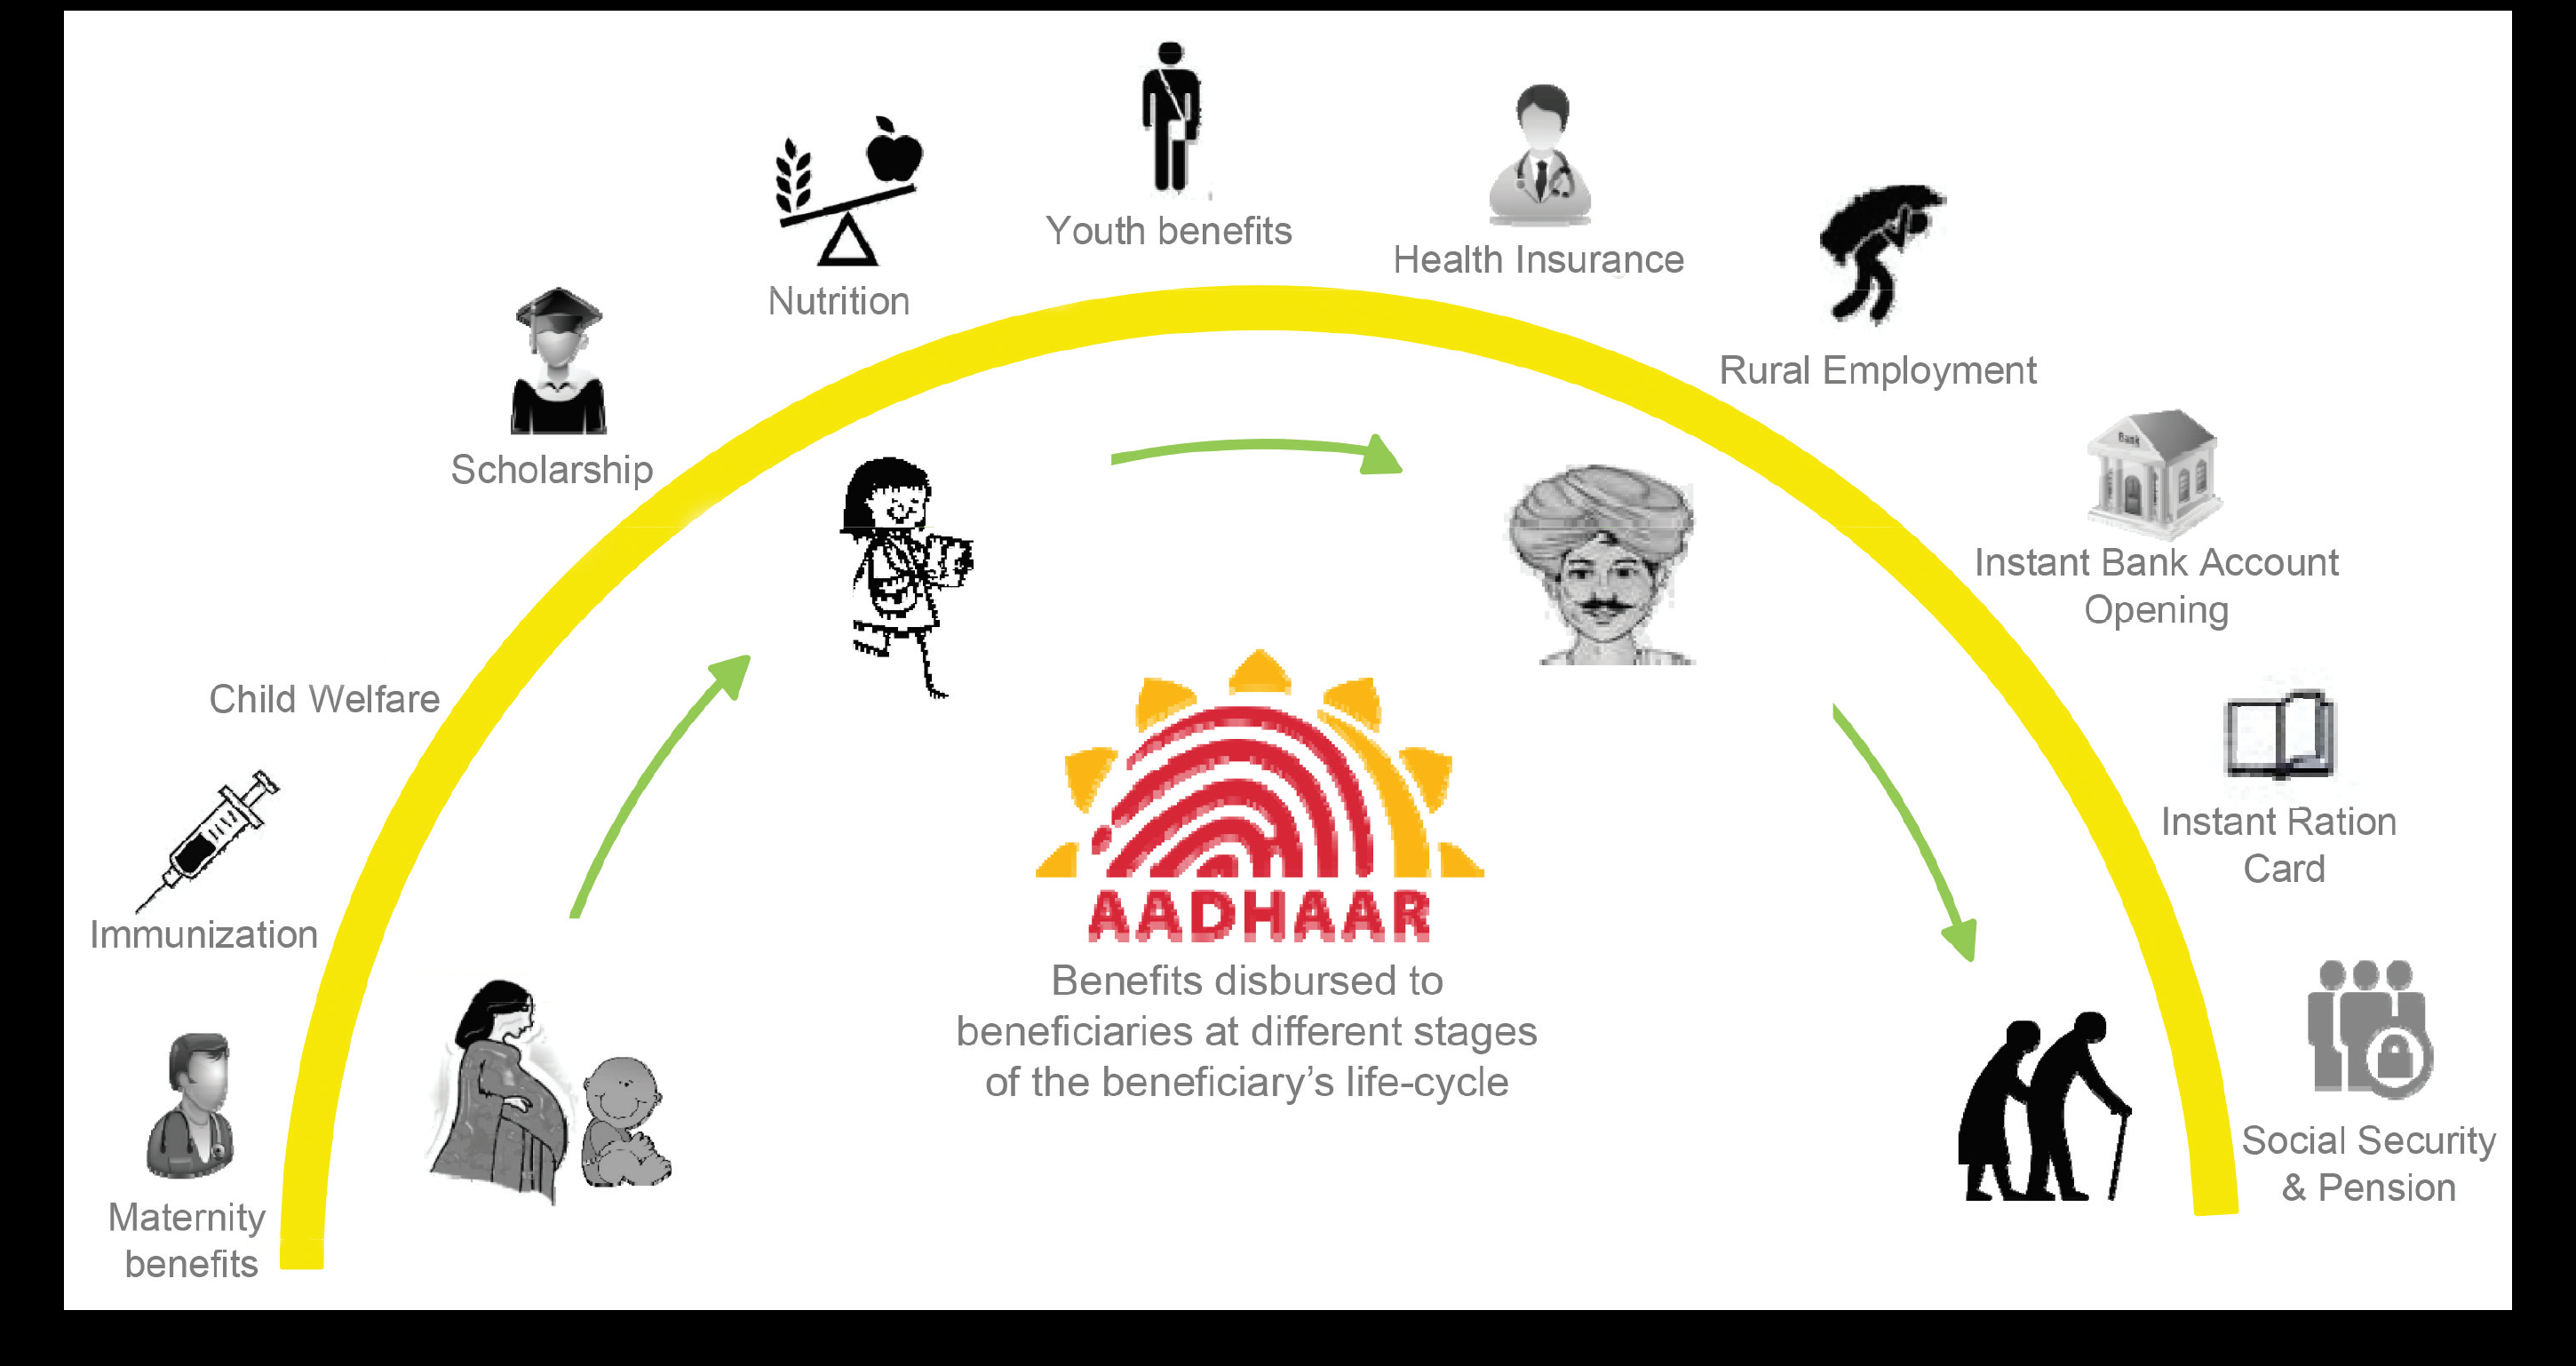 Youth benefits
Health Insurance
Nutrition
Rural Employment
Scholarship
Bank
Instant Bank Account
Opening
Child Welfare
Instant Ration
Card
Immunization
AADHAAR
Benefits disbursed to
beneficiaries at different stages
of the beneficiary’s life-cycle
Social Security
& Pension
Maternity
benefits